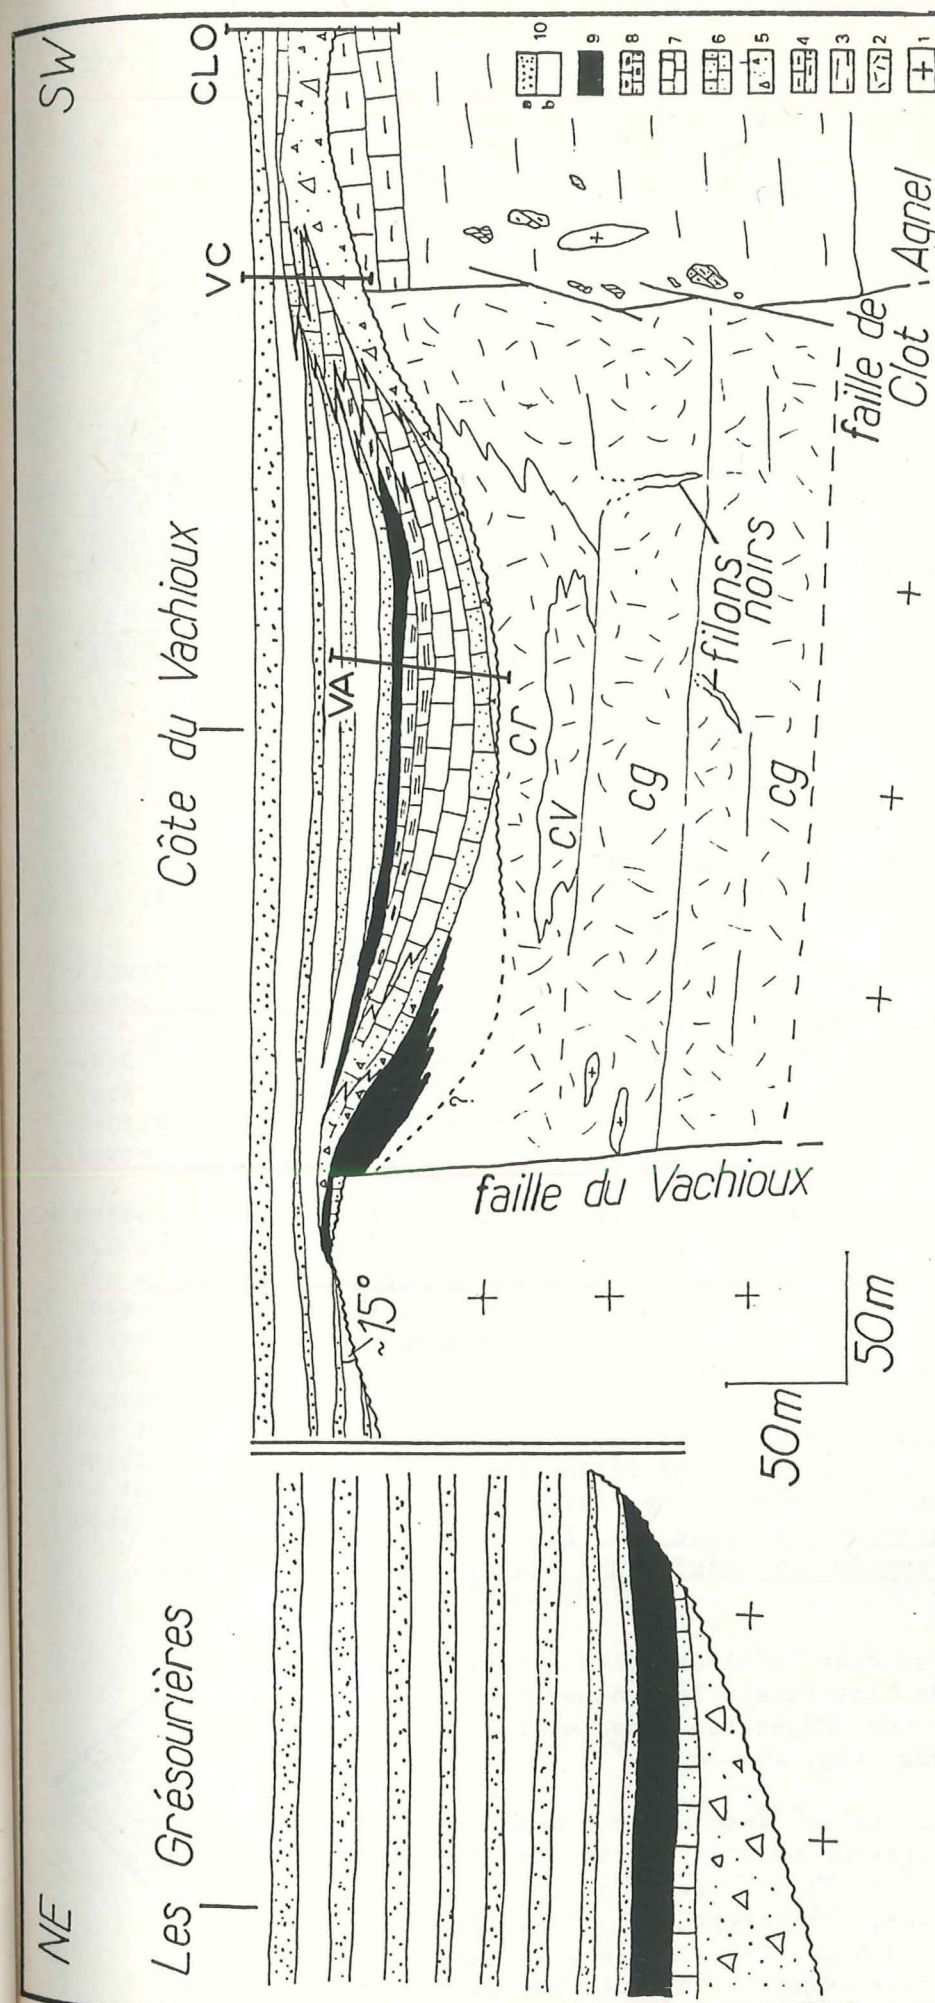 NE
SW
Les Grésourières
Côte du Vachioux
VA
VC
CLO
~15°
?
faille du Vachioux
cr
cv
cg
cg
filons
noirs
faille de
Clot Agnel
50m
50m
a
b
10
9
8
7
6
5
4
3
2
1